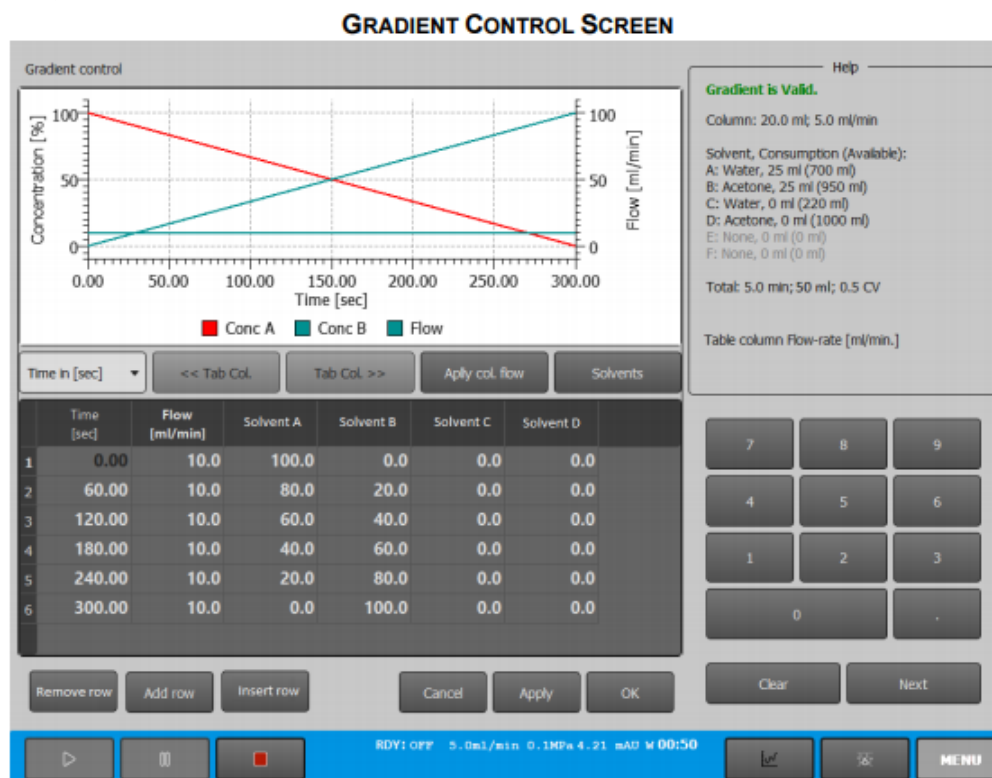 GRADIENT CONTROL SCREEN
Gradient control
Concentration [%]
100
50
0
100
50
0
Flow [ml/min]
0.00 50.00 100.00 150.00 200.00 250.00 300.00
Time [sec]
Conc A Conc B Flow
Help
Gradient is Valid.
Column: 20.0 ml; 5.0 ml/min
Solvent, Consumption (Available):
A: Water, 25 ml (700 ml)
B: Acetone, 25 ml (950 ml)
C: Water, 0 ml (220 ml)
D: Acetone, 0 ml (1000 ml)
E: None, 0 ml (0 ml)
F: None, 0 ml (0 ml)
Total: 5.0 min; 50 ml; 0.5 CV
Table column Flow-rate [ml/min.]
Time in [sec] << Tab Col. Tab Col. >> Aplly col. flow Solvents
Time [sec] Flow [ml/min] Solvent A Solvent B Solvent C Solvent D
1 0.00 10.0 100.0 0.0 0.0 0.0
2 60.00 10.0 80.0 20.0 0.0 0.0
3 120.00 10.0 60.0 40.0 0.0 0.0
4 180.00 10.0 40.0 60.0 0.0 0.0
5 240.00 10.0 20.0 80.0 0.0 0.0
6 300.00 10.0 0.0 100.0 0.0 0.0
7 8 9
4 5 6
1 2 3
0 .
Remove row Add row Insert row Cancel Apply OK
Clear Next
RDY: OFF 5.0ml/min 0.1MPa 4.21 mAU W 00:50
MENU